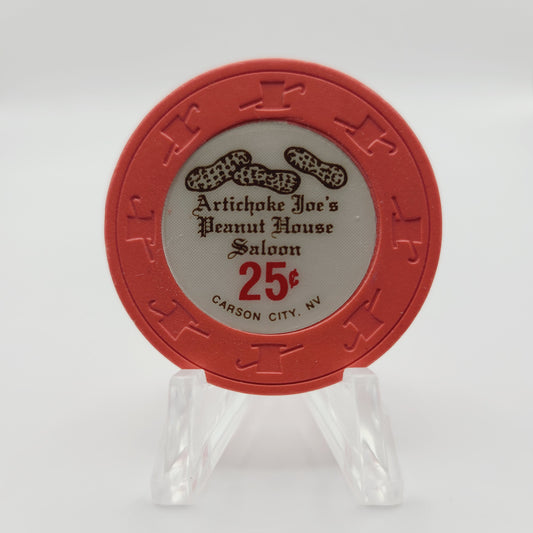 Artichoke Joe's
Peanut House
Saloon
25¢
CARSON CITY, NV